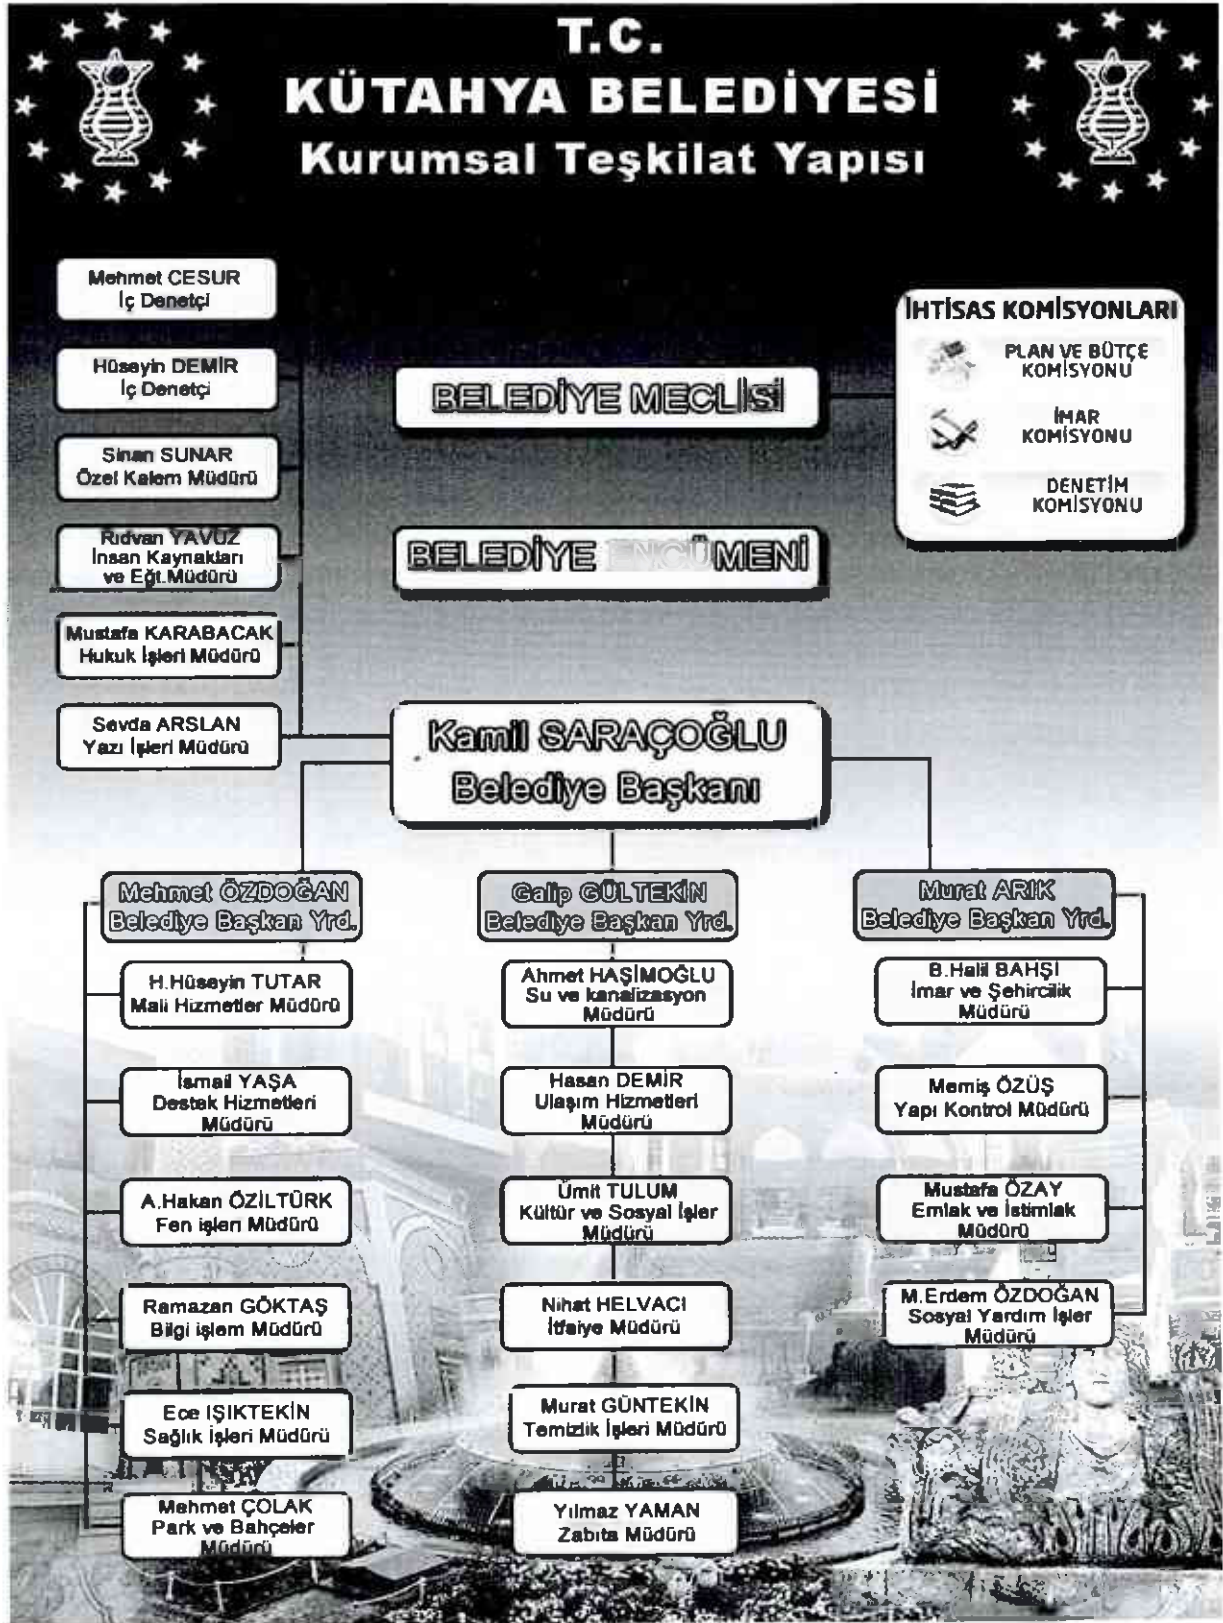 T.C.
KÜTAHYA BELEDİYESİ
Kurumsal Teşkilat Yapısı
Mehmet CESUR
İç Denetçi
Hüseyin DEMİR
İç Denetçi
Sinan SUNAR
Özel Kalem Müdürü
Rıdvan YAVUZ
İnsan Kaynakları
ve Eğt.Müdürü
Mustafa KARABACAK
Hukuk İşleri Müdürü
Sevda ARSLAN
Yazı İşleri Müdürü
BELEDİYE MECLİSİ
BELEDİYE ENCÜMENİ
İHTİSAS KOMİSYONLARI
PLAN VE BÜTÇE
KOMİSYONU
İMAR
KOMİSYONU
DENETİM
KOMİSYONU
Kamil SARAÇOĞLU
Belediye Başkanı
Mehmet ÖZDOĞAN
Belediye Başkan Yrd.
H.Hüseyin TUTAR
Mali Hizmetler Müdürü
İsmail YAŞA
Destek Hizmetleri
Müdürü
A.Hakan ÖZİLTÜRK
Fen işleri Müdürü
Ramazan GÖKTAŞ
Bilgi işlem Müdürü
Ece IŞIKTEKİN
Sağlık İşleri Müdürü
Mehmet ÇOLAK
Park ve Bahçeler
Müdürü
Galip GÜLTEKİN
Belediye Başkan Yrd.
Ahmet HAŞİMOĞLU
Su ve kanalizasyon
Müdürü
Hasan DEMİR
Ulaşım Hizmetleri
Müdürü
Ümit TULUM
Kültür ve Sosyal İşler
Müdürü
Nihat HELVACI
İtfaiye Müdürü
Murat GÜNTEKİN
Temizlik İşleri Müdürü
Yılmaz YAMAN
Zabıta Müdürü
Murat ARIK
Belediye Başkan Yrd.
B.Halil BAHŞİ
İmar ve Şehircilik
Müdürü
Memiş ÖZÜŞ
Yapı Kontrol Müdürü
Mustafa ÖZAY
Emlak ve İstimlak
Müdürü
M.Erdem ÖZDOĞAN
Sosyal Yardım İşler
Müdürü